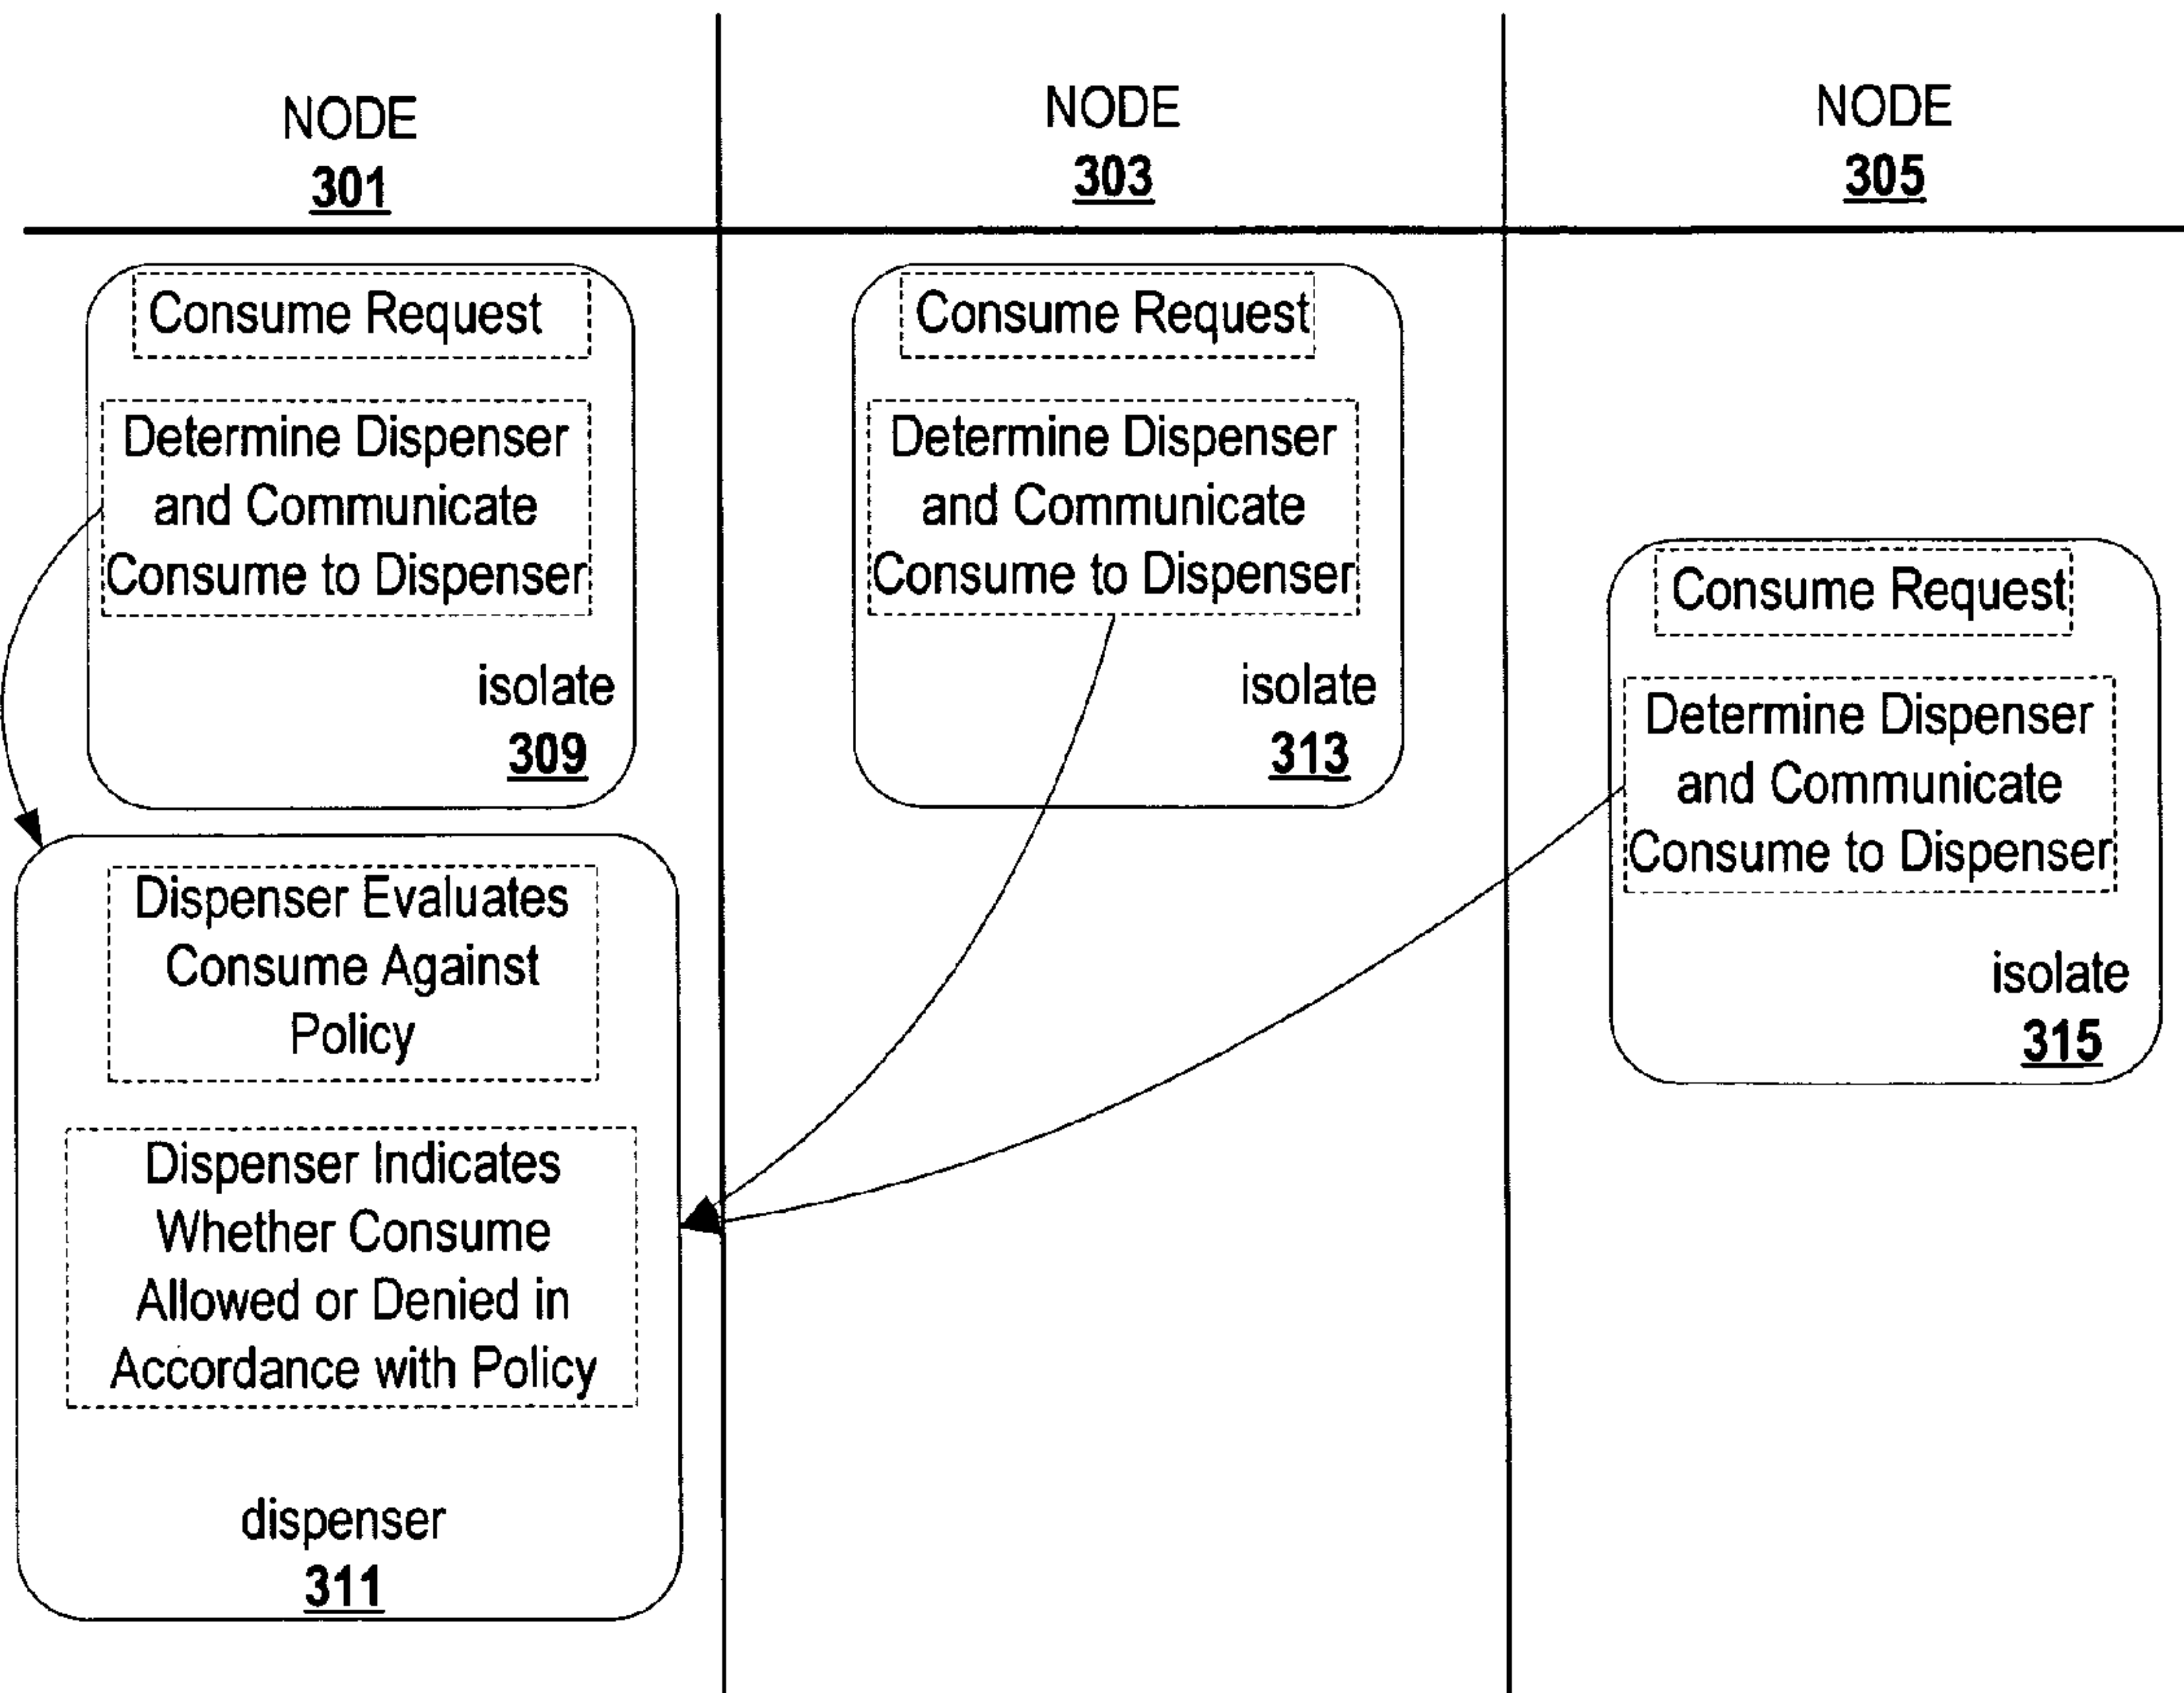 NODE
301
NODE
303
NODE
305
Consume Request
Determine Dispenser
and Communicate
Consume to Dispenser
isolate
309
Consume Request
Determine Dispenser
and Communicate
Consume to Dispenser
isolate
313
Consume Request
Determine Dispenser
and Communicate
Consume to Dispenser
isolate
315
Dispenser Evaluates
Consume Against
Policy
Dispenser Indicates
Whether Consume
Allowed or Denied in
Accordance with Policy
dispenser
311